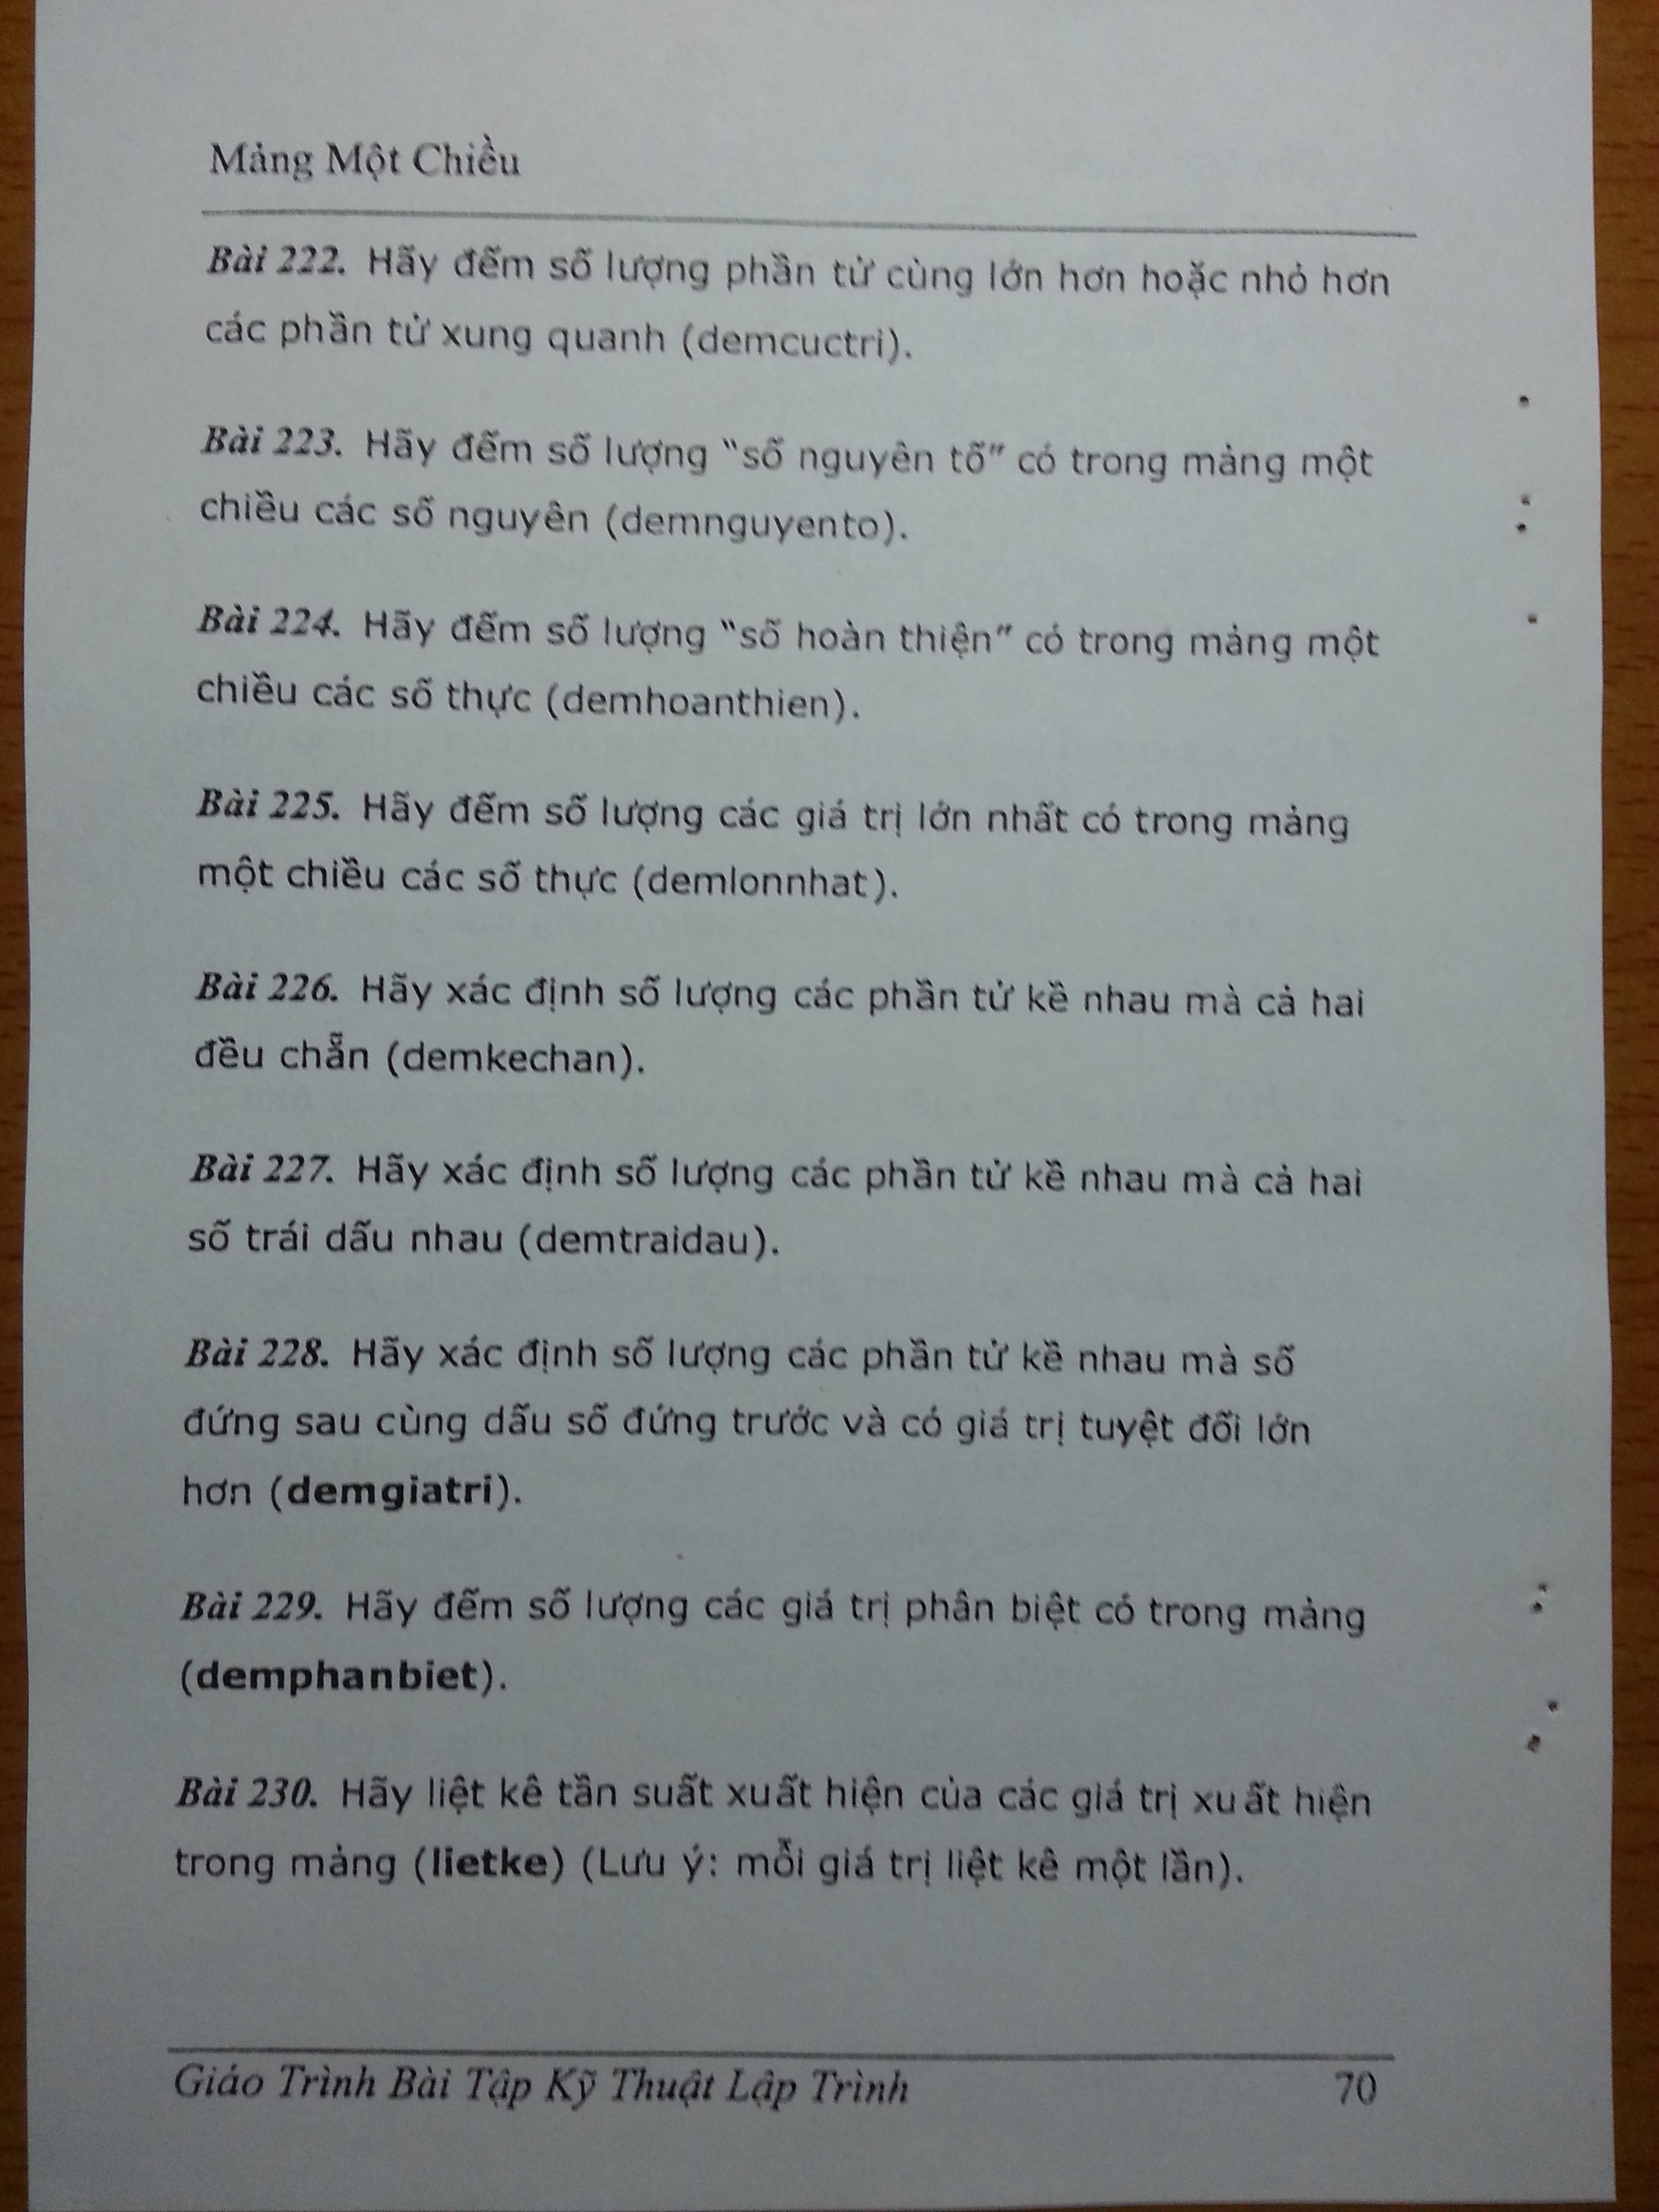 Mảng Một Chiều
Bài 222. Hãy đếm số lượng phần tử cùng lớn hơn hoặc nhỏ hơn
các phần tử xung quanh (demcuctri).
Bài 223. Hãy đếm số lượng “số nguyên tố” có trong mảng một
chiều các số nguyên (demnguyento).
Bài 224. Hãy đếm số lượng “số hoàn thiện” có trong mảng một
chiều các số thực (demhoanthien).
Bài 225. Hãy đếm số lượng các giá trị lớn nhất có trong mảng
một chiều các số thực (demlonnhat).
Bài 226. Hãy xác định số lượng các phần tử kề nhau mà cả hai
đều chẵn (demkechan).
Bài 227. Hãy xác định số lượng các phần tử kề nhau mà cả hai
số trái dấu nhau (demtraidau).
Bài 228. Hãy xác định số lượng các phần tử kề nhau mà số
đứng sau cùng dấu số đứng trước và có giá trị tuyệt đối lớn
hơn (demgiatri).
Bài 229. Hãy đếm số lượng các giá trị phân biệt có trong mảng
(demphanbiet).
Bài 230. Hãy liệt kê tần suất xuất hiện của các giá trị xuất hiện
trong mảng (lietke) (Lưu ý: mỗi giá trị liệt kê một lần).
Giáo Trình Bài Tập Kỹ Thuật Lập Trình 70